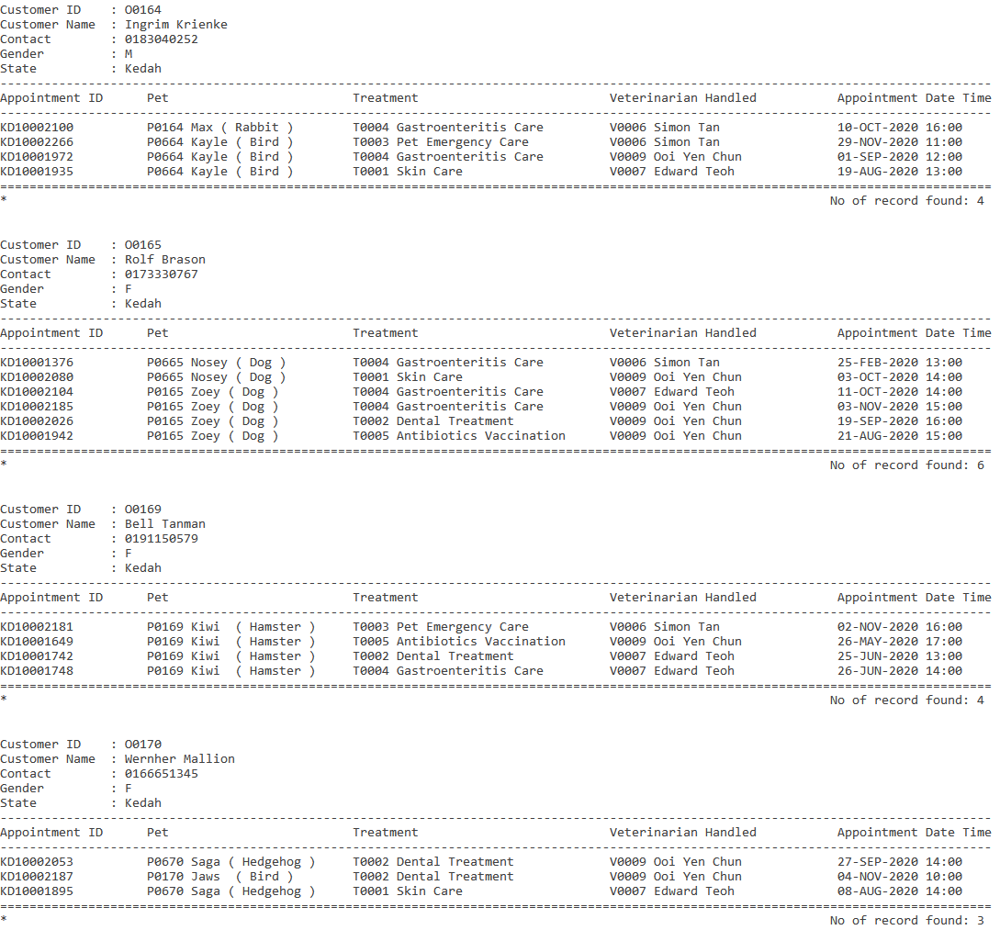 Customer ID    : O0164
Customer Name  : Ingrim Krienke
Contact        : 0183040252
Gender         : M
State          : Kedah
---------------------------------------------------------------------------------------------------------------------------------------
Appointment ID      Pet                         Treatment                          Veterinarian Handled           Appointment Date Time
---------------------------------------------------------------------------------------------------------------------------------------
KD10002100          P0164 Max ( Rabbit )        T0004 Gastroenteritis Care         V0006 Simon Tan                10-OCT-2020 16:00
KD10002266          P0664 Kayle ( Bird )        T0003 Pet Emergency Care           V0006 Simon Tan                29-NOV-2020 11:00
KD10001972          P0664 Kayle ( Bird )        T0004 Gastroenteritis Care         V0009 Ooi Yen Chun             01-SEP-2020 12:00
KD10001935          P0664 Kayle ( Bird )        T0001 Skin Care                    V0007 Edward Teoh              19-AUG-2020 13:00
=======================================================================================================================================
*                                                                                                                No of record found: 4
Customer ID    : O0165
Customer Name  : Rolf Brason
Contact        : 0173330767
Gender         : F
State          : Kedah
---------------------------------------------------------------------------------------------------------------------------------------
Appointment ID      Pet                         Treatment                          Veterinarian Handled           Appointment Date Time
---------------------------------------------------------------------------------------------------------------------------------------
KD10001376          P0665 Nosey ( Dog )         T0004 Gastroenteritis Care         V0006 Simon Tan                25-FEB-2020 13:00
KD10002080          P0665 Nosey ( Dog )         T0001 Skin Care                    V0009 Ooi Yen Chun             03-OCT-2020 14:00
KD10002104          P0165 Zoey ( Dog )          T0004 Gastroenteritis Care         V0007 Edward Teoh              11-OCT-2020 14:00
KD10002185          P0165 Zoey ( Dog )          T0004 Gastroenteritis Care         V0009 Ooi Yen Chun             03-NOV-2020 15:00
KD10002026          P0165 Zoey ( Dog )          T0002 Dental Treatment             V0009 Ooi Yen Chun             19-SEP-2020 16:00
KD10001942          P0165 Zoey ( Dog )          T0005 Antibiotics Vaccination      V0009 Ooi Yen Chun             21-AUG-2020 15:00
=======================================================================================================================================
*                                                                                                                No of record found: 6
Customer ID    : O0169
Customer Name  : Bell Tanman
Contact        : 0191150579
Gender         : F
State          : Kedah
---------------------------------------------------------------------------------------------------------------------------------------
Appointment ID      Pet                         Treatment                          Veterinarian Handled           Appointment Date Time
---------------------------------------------------------------------------------------------------------------------------------------
KD10002181          P0169 Kiwi  ( Hamster )     T0003 Pet Emergency Care           V0006 Simon Tan                02-NOV-2020 16:00
KD10001649          P0169 Kiwi  ( Hamster )     T0005 Antibiotics Vaccination      V0009 Ooi Yen Chun             26-MAY-2020 17:00
KD10001742          P0169 Kiwi  ( Hamster )     T0002 Dental Treatment             V0007 Edward Teoh              25-JUN-2020 13:00
KD10001748          P0169 Kiwi  ( Hamster )     T0004 Gastroenteritis Care         V0007 Edward Teoh              26-JUN-2020 14:00
=======================================================================================================================================
*                                                                                                                No of record found: 4
Customer ID    : O0170
Customer Name  : Wernher Mallion
Contact        : 0166651345
Gender         : F
State          : Kedah
---------------------------------------------------------------------------------------------------------------------------------------
Appointment ID      Pet                         Treatment                          Veterinarian Handled           Appointment Date Time
---------------------------------------------------------------------------------------------------------------------------------------
KD10002053          P0670 Saga ( Hedgehog )     T0002 Dental Treatment             V0009 Ooi Yen Chun             27-SEP-2020 14:00
KD10002187          P0170 Jaws  ( Bird )        T0002 Dental Treatment             V0009 Ooi Yen Chun             04-NOV-2020 10:00
KD10001895          P0670 Saga ( Hedgehog )     T0001 Skin Care                    V0007 Edward Teoh              08-AUG-2020 14:00
=======================================================================================================================================
*                                                                                                                No of record found: 3